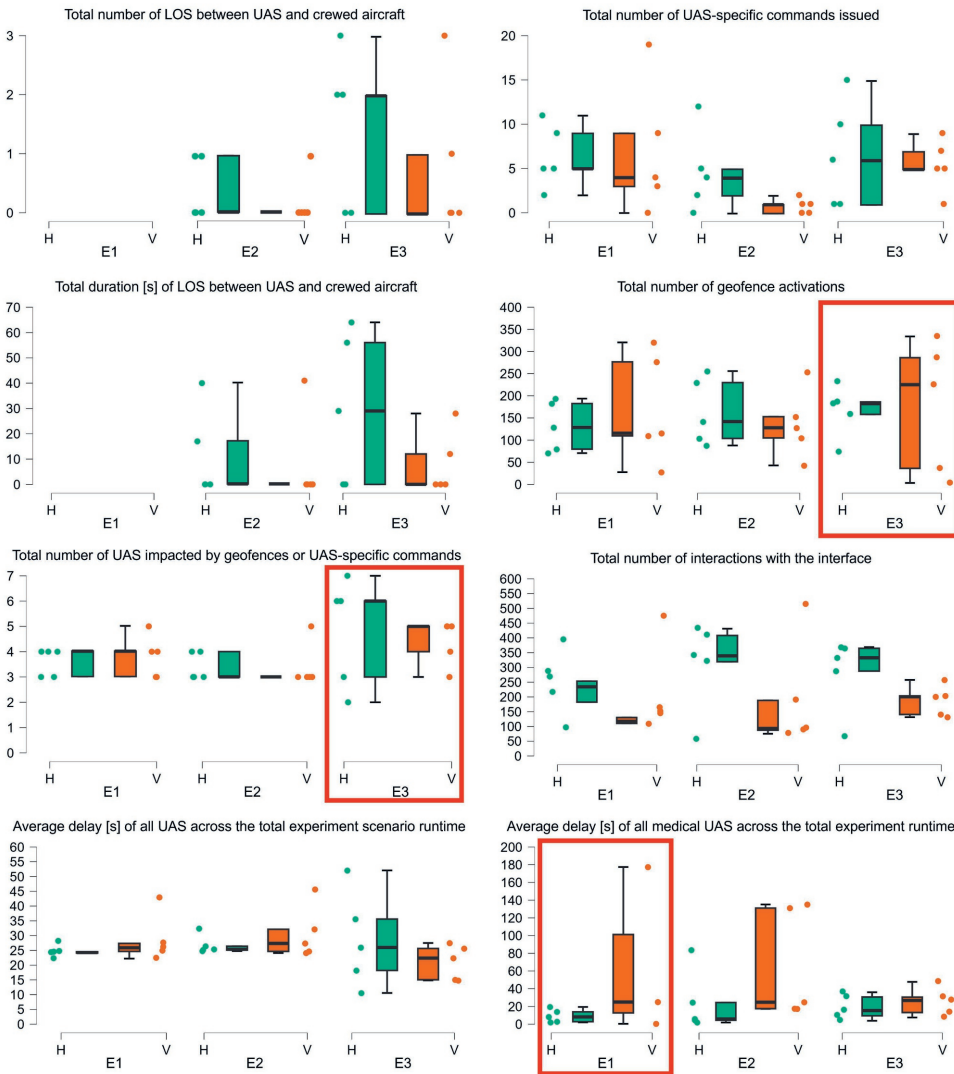 Total number of LOS between UAS and crewed aircraft
3
2
1
0
H V H V H V
E1 E2 E3
Total number of UAS-specific commands issued
20
15
10
5
0
H V H V H V
E1 E2 E3
Total duration [s] of LOS between UAS and crewed aircraft
70
60
50
40
30
20
10
0
H V H V H V
E1 E2 E3
Total number of geofence activations
400
350
300
250
200
150
100
50
0
H V H V H V
E1 E2 E3
Total number of UAS impacted by geofences or UAS-specific commands
7
6
5
4
3
2
1
0
H V H V H V
E1 E2 E3
Total number of interactions with the interface
600
550
500
450
400
350
300
250
200
150
100
50
0
H V H V H V
E1 E2 E3
Average delay [s] of all UAS across the total experiment scenario runtime
60
55
50
45
40
35
30
25
20
15
10
5
0
H V H V H V
E1 E2 E3
Average delay [s] of all medical UAS across the total experiment runtime
200
180
160
140
120
100
80
60
40
20
0
H V H V H V
E1 E2 E3